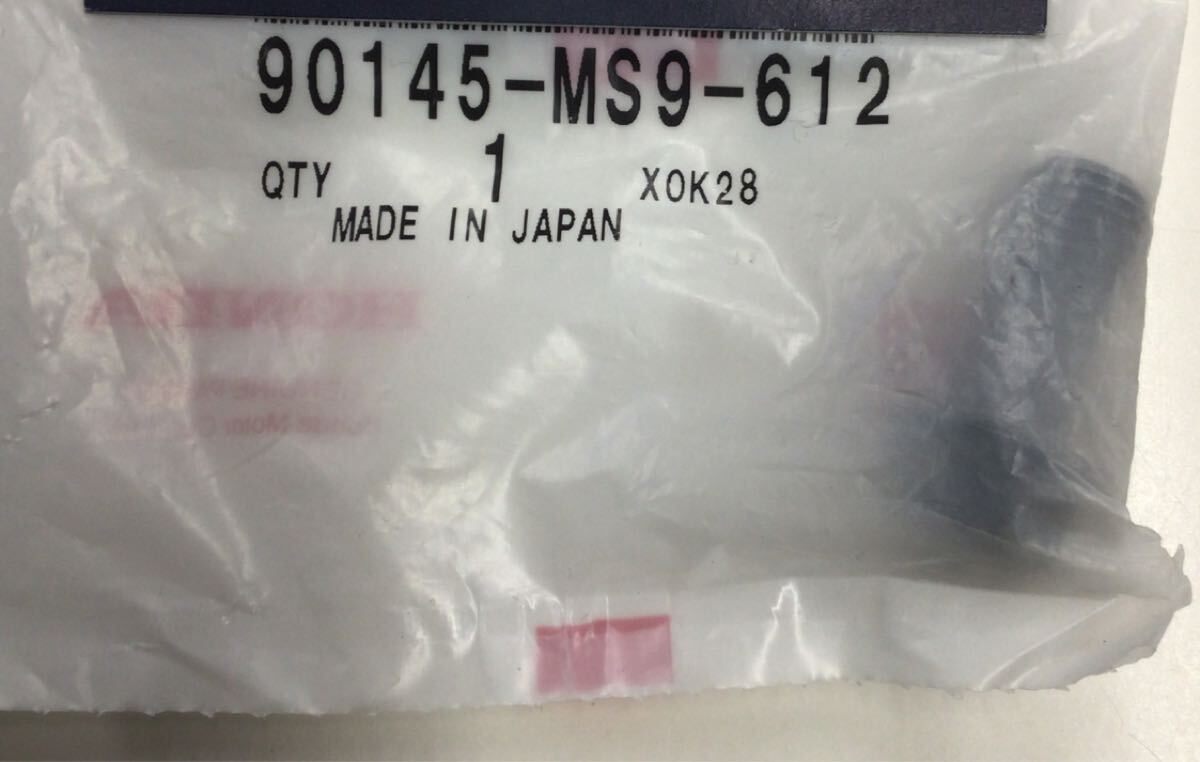 90145-MS9-612
QTY 1 X0K28
MADE IN JAPAN